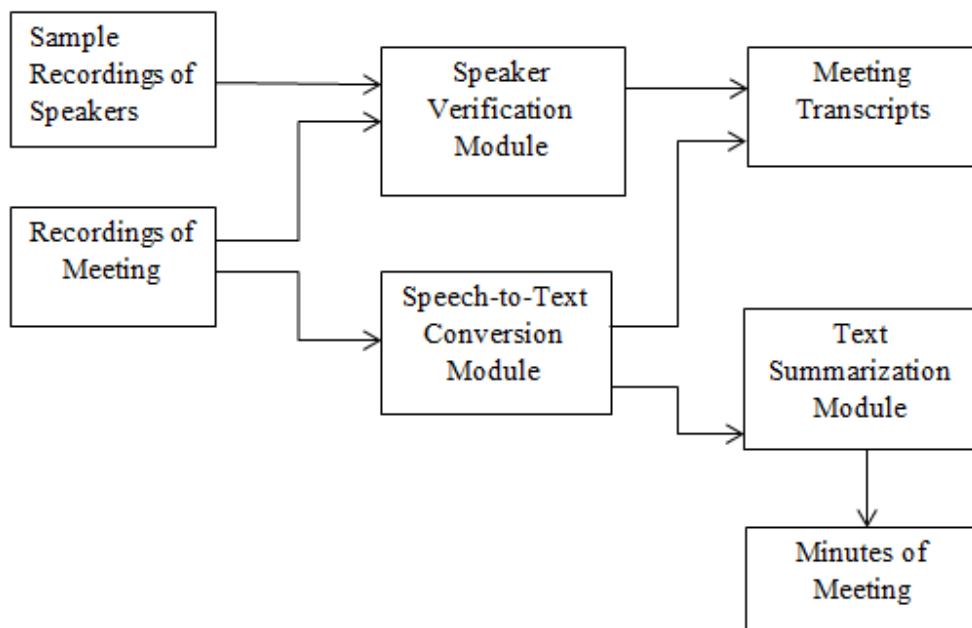 Sample
Recordings of
Speakers
Speaker
Verification
Module
Meeting
Transcripts
Recordings of
Meeting
Speech-to-Text
Conversion
Module
Text
Summarization
Module
Minutes of
Meeting